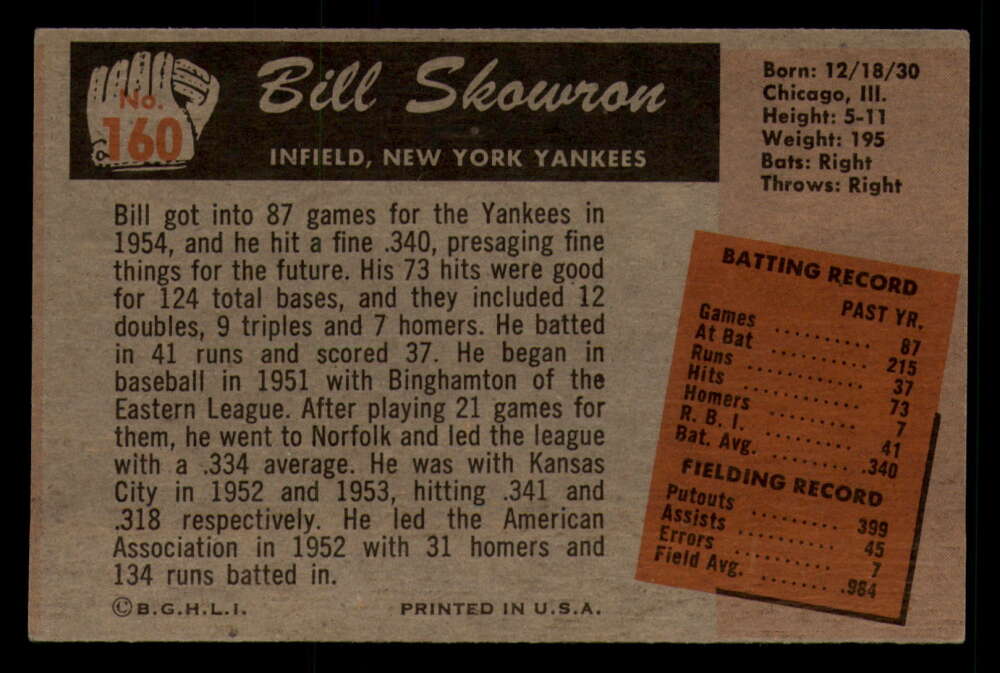 No.
160
Bill Skowron
INFIELD, NEW YORK YANKEES
Born: 12/18/30
Chicago, Ill.
Height: 5-11
Weight: 195
Bats: Right
Throws: Right
Bill got into 87 games for the Yankees in
1954, and he hit a fine .340, presaging fine
things for the future. His 73 hits were good
for 124 total bases, and they included 12
doubles, 9 triples and 7 homers. He batted
in 41 runs and scored 37. He began in
baseball in 1951 with Binghamton of the
Eastern League. After playing 21 games for
them, he went to Norfolk and led the league
with a .334 average. He was with Kansas
City in 1952 and 1953, hitting .341 and
.318 respectively. He led the American
Association in 1952 with 31 homers and
134 runs batted in.
BATTING RECORD
PAST YR.
Games .......... 87
At Bat .......... 215
Runs ............ 37
Hits ............ 73
Homers .......... 7
R. B. I. ......... 41
Bat. Avg. ....... .340
FIELDING RECORD
Putouts ......... 399
Assists .......... 45
Errors .......... 7
Field Avg. ...... .984
©B.G.H.L.I.
PRINTED IN U.S.A.